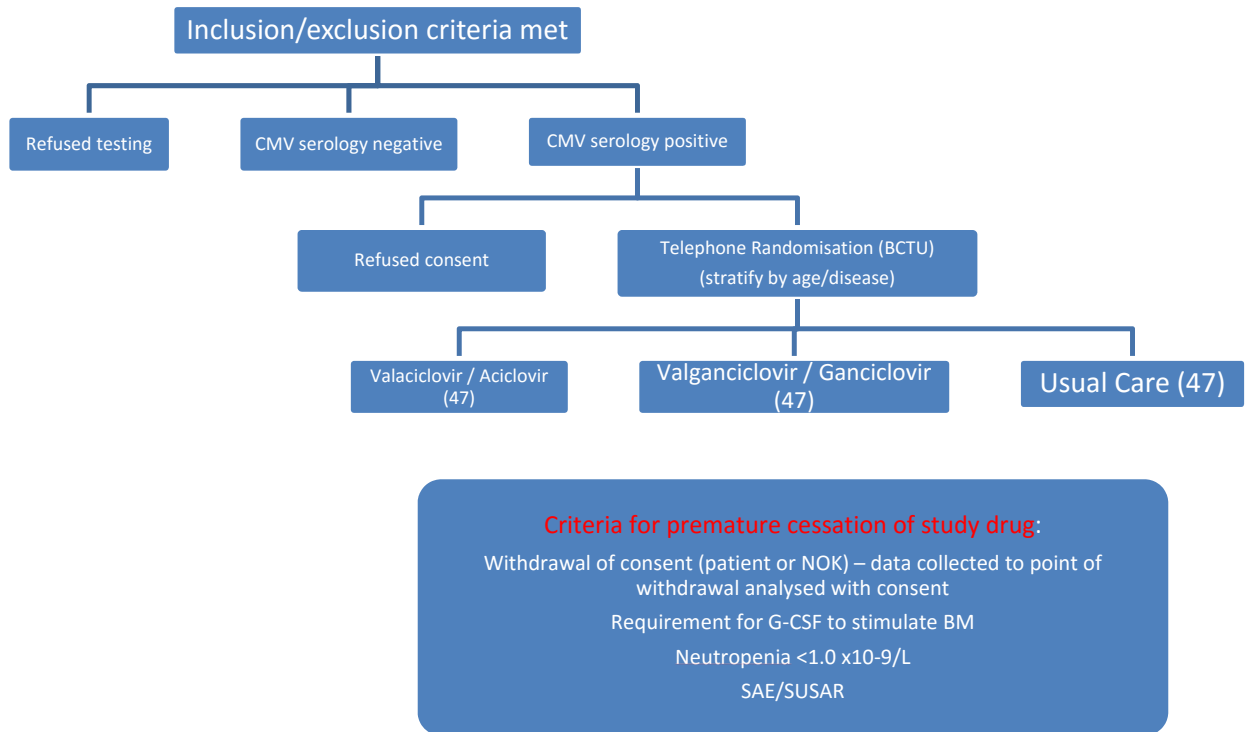 Inclusion/exclusion criteria met
Refused testing
CMV serology negative
CMV serology positive
Refused consent
Telephone Randomisation (BCTU)
(stratify by age/disease)
Valaciclovir / Aciclovir
(47)
Valganciclovir / Ganciclovir
(47)
Usual Care (47)
Criteria for premature cessation of study drug:
Withdrawal of consent (patient or NOK) – data collected to point of
withdrawal analysed with consent
Requirement for G-CSF to stimulate BM
Neutropenia <1.0 x10-9/L
SAE/SUSAR